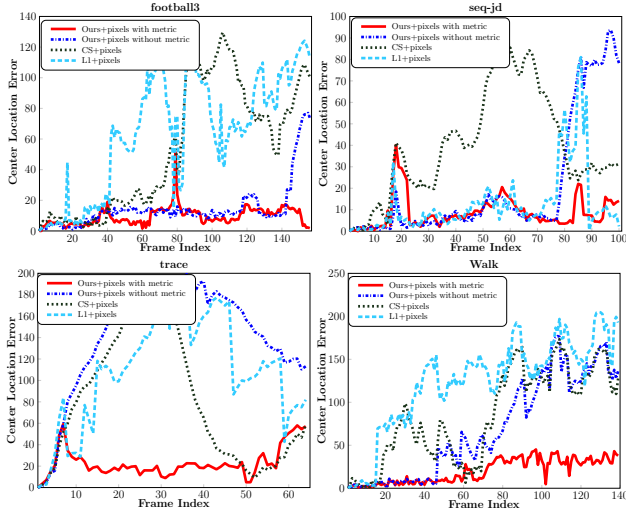 football3
Center Location Error
140
120
100
80
60
40
20
0
Ours+pixels with metric
Ours+pixels without metric
CS+pixels
L1+pixels
20 40 60 80 100 120 140
Frame Index
seq-jd
Center Location Error
100
90
80
70
60
50
40
30
20
10
0
Ours+pixels with metric
Ours+pixels without metric
CS+pixels
L1+pixels
10 20 30 40 50 60 70 80 90 100
Frame Index
trace
Center Location Error
200
180
160
140
120
100
80
60
40
20
0
Ours+pixels with metric
Ours+pixels without metric
CS+pixels
L1+pixels
10 20 30 40 50 60
Frame Index
Walk
Center Location Error
250
200
150
100
50
0
Ours+pixels with metric
Ours+pixels without metric
CS+pixels
L1+pixels
20 40 60 80 100 120 140
Frame Index